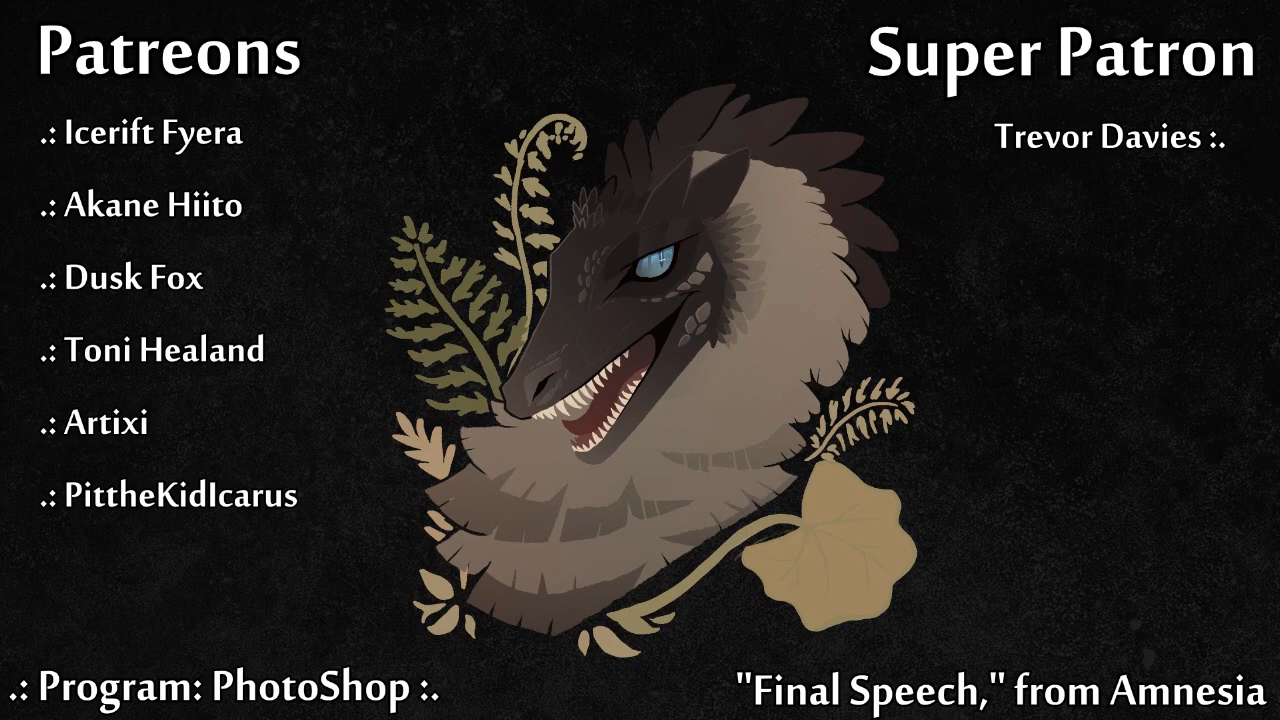 Patreons
.: Icerift Fyera
.: Akane Hiito
.: Dusk Fox
.: Toni Healand
.: Artixi
.: PittheKidIcarus
Super Patron
Trevor Davies :.
.: Program: PhotoShop :.
"Final Speech," from Amnesia